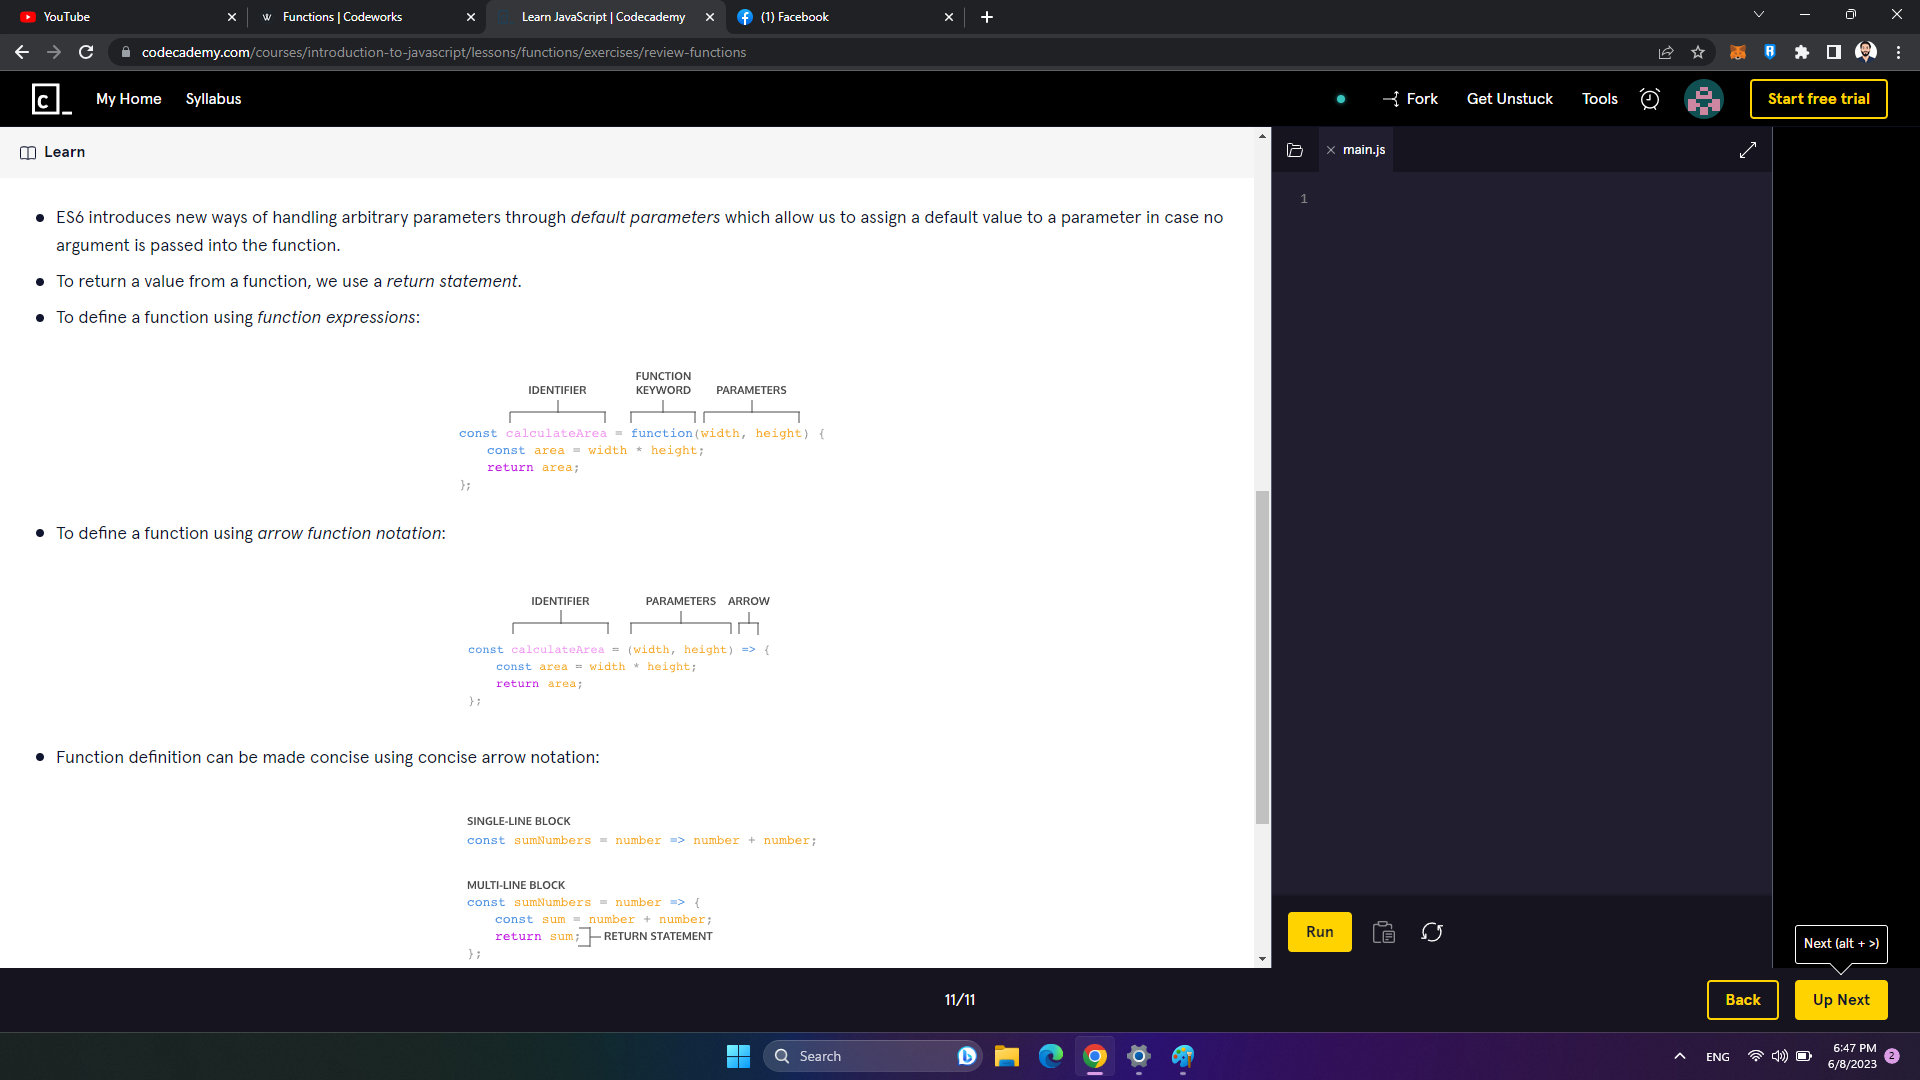 YouTube
Functions | Codeworks
Learn JavaScript | Codecademy
(1) Facebook
codecademy.com/courses/introduction-to-javascript/lessons/functions/exercises/review-functions
c_
My Home
Syllabus
Fork
Get Unstuck
Tools
Start free trial
Learn
main.js
1
ES6 introduces new ways of handling arbitrary parameters through default parameters which allow us to assign a default value to a parameter in case no
argument is passed into the function.
To return a value from a function, we use a return statement.
To define a function using function expressions:
FUNCTION
IDENTIFIER KEYWORD PARAMETERS
const calculateArea = function(width, height) {
const area = width * height;
return area;
};
To define a function using arrow function notation:
IDENTIFIER PARAMETERS ARROW
const calculateArea = (width, height) => {
const area = width * height;
return area;
};
Function definition can be made concise using concise arrow notation:
SINGLE-LINE BLOCK
const sumNumbers = number => number + number;
MULTI-LINE BLOCK
const sumNumbers = number => {
const sum = number + number;
return sum; RETURN STATEMENT
};
Run
Next (alt + >)
11/11
Back
Up Next
Search
ENG
6:47 PM
6/8/2023
2